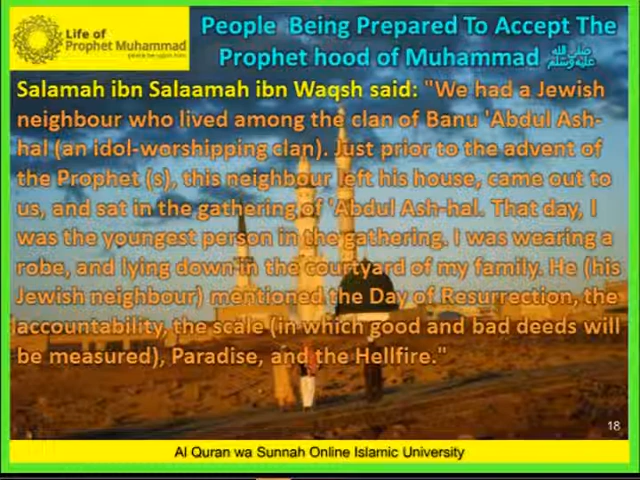 Life of
Prophet Muhammad
People Being Prepared To Accept The
Prophet hood of Muhammad ﷺ
Salamah ibn Salaamah ibn Waqsh said: "We had a Jewish
neighbour who lived among the clan of Banu 'Abdul Ash-
hal (an idol-worshipping clan). Just prior to the advent of
the Prophet (s), this neighbour left his house, came out to
us, and sat in the gathering of 'Abdul Ash-hal. That day, I
was the youngest person in the gathering. I was wearing a
robe, and lying down in the courtyard of my family. He (his
Jewish neighbour) mentioned the Day of Resurrection, the
accountability, the scale (in which good and bad deeds will
be measured), Paradise, and the Hellfire."
18
Al Quran wa Sunnah Online Islamic University